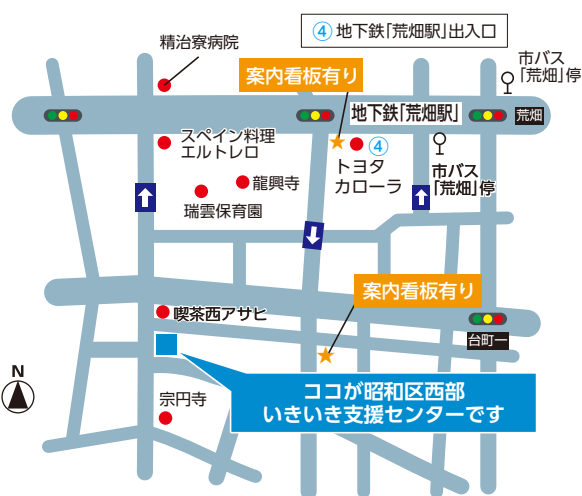 ④ 地下鉄「荒畑駅」出入口
精治寮病院
市バス
「荒畑」停
案内看板有り
地下鉄「荒畑駅」
荒畑
スペイン料理
エルトレロ
④
トヨタ
カローラ
市バス
「荒畑」停
龍興寺
瑞雲保育園
案内看板有り
喫茶西アサヒ
台町一
N
ココが昭和区西部
いきいき支援センターです
宗円寺